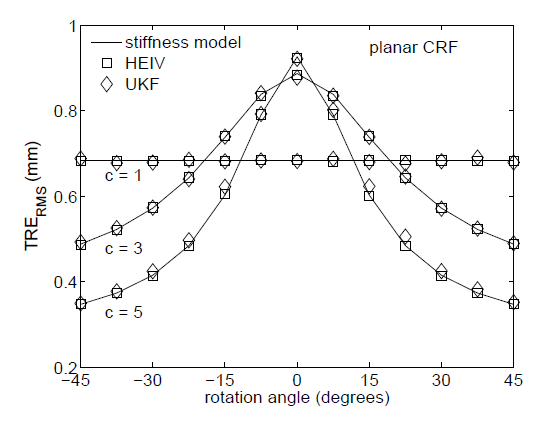 1
0.8
0.6
0.4
0.2
TRE_RMS (mm)
stiffness model
HEIV
UKF
planar CRF
c = 1
c = 3
c = 5
−45 −30 −15 0 15 30 45
rotation angle (degrees)